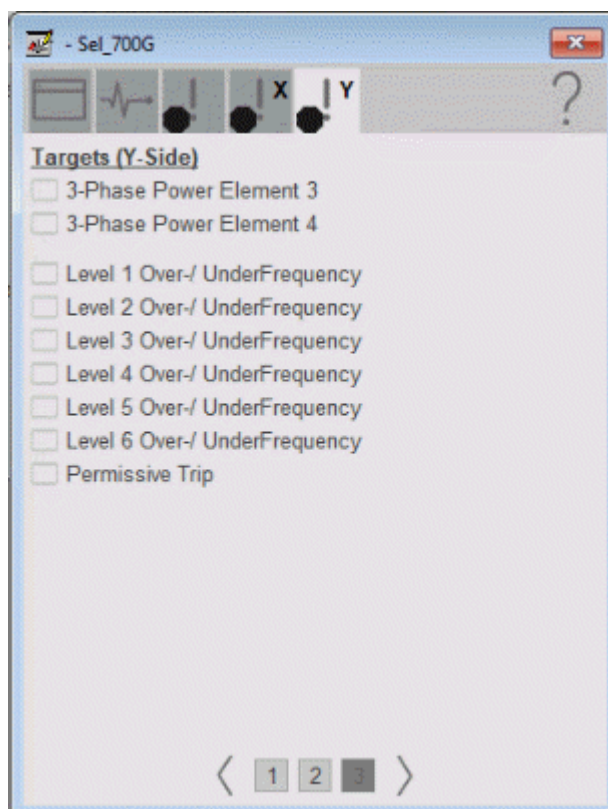 - Sel_700G
X
Y
?
Targets (Y-Side)
3-Phase Power Element 3
3-Phase Power Element 4
Level 1 Over-/ UnderFrequency
Level 2 Over-/ UnderFrequency
Level 3 Over-/ UnderFrequency
Level 4 Over-/ UnderFrequency
Level 5 Over-/ UnderFrequency
Level 6 Over-/ UnderFrequency
Permissive Trip
1 2 3